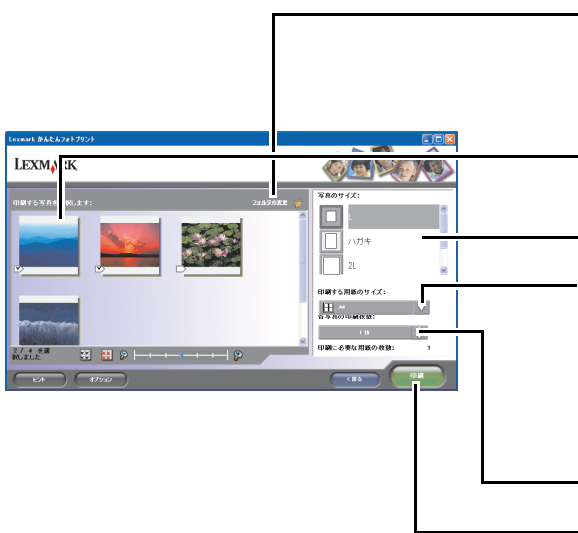 Lexmark かんたんフォトプリント
LEXMARK
印刷する写真を選択します:
フォルダの変更
写真のサイズ:
L
ハガキ
2L
印刷する用紙のサイズ:
A4
各写真の印刷枚数:
1 枚
印刷に必要な用紙の枚数: 1
2 / 4 を選
択しました
ヒント
オプション
< 戻る
印刷